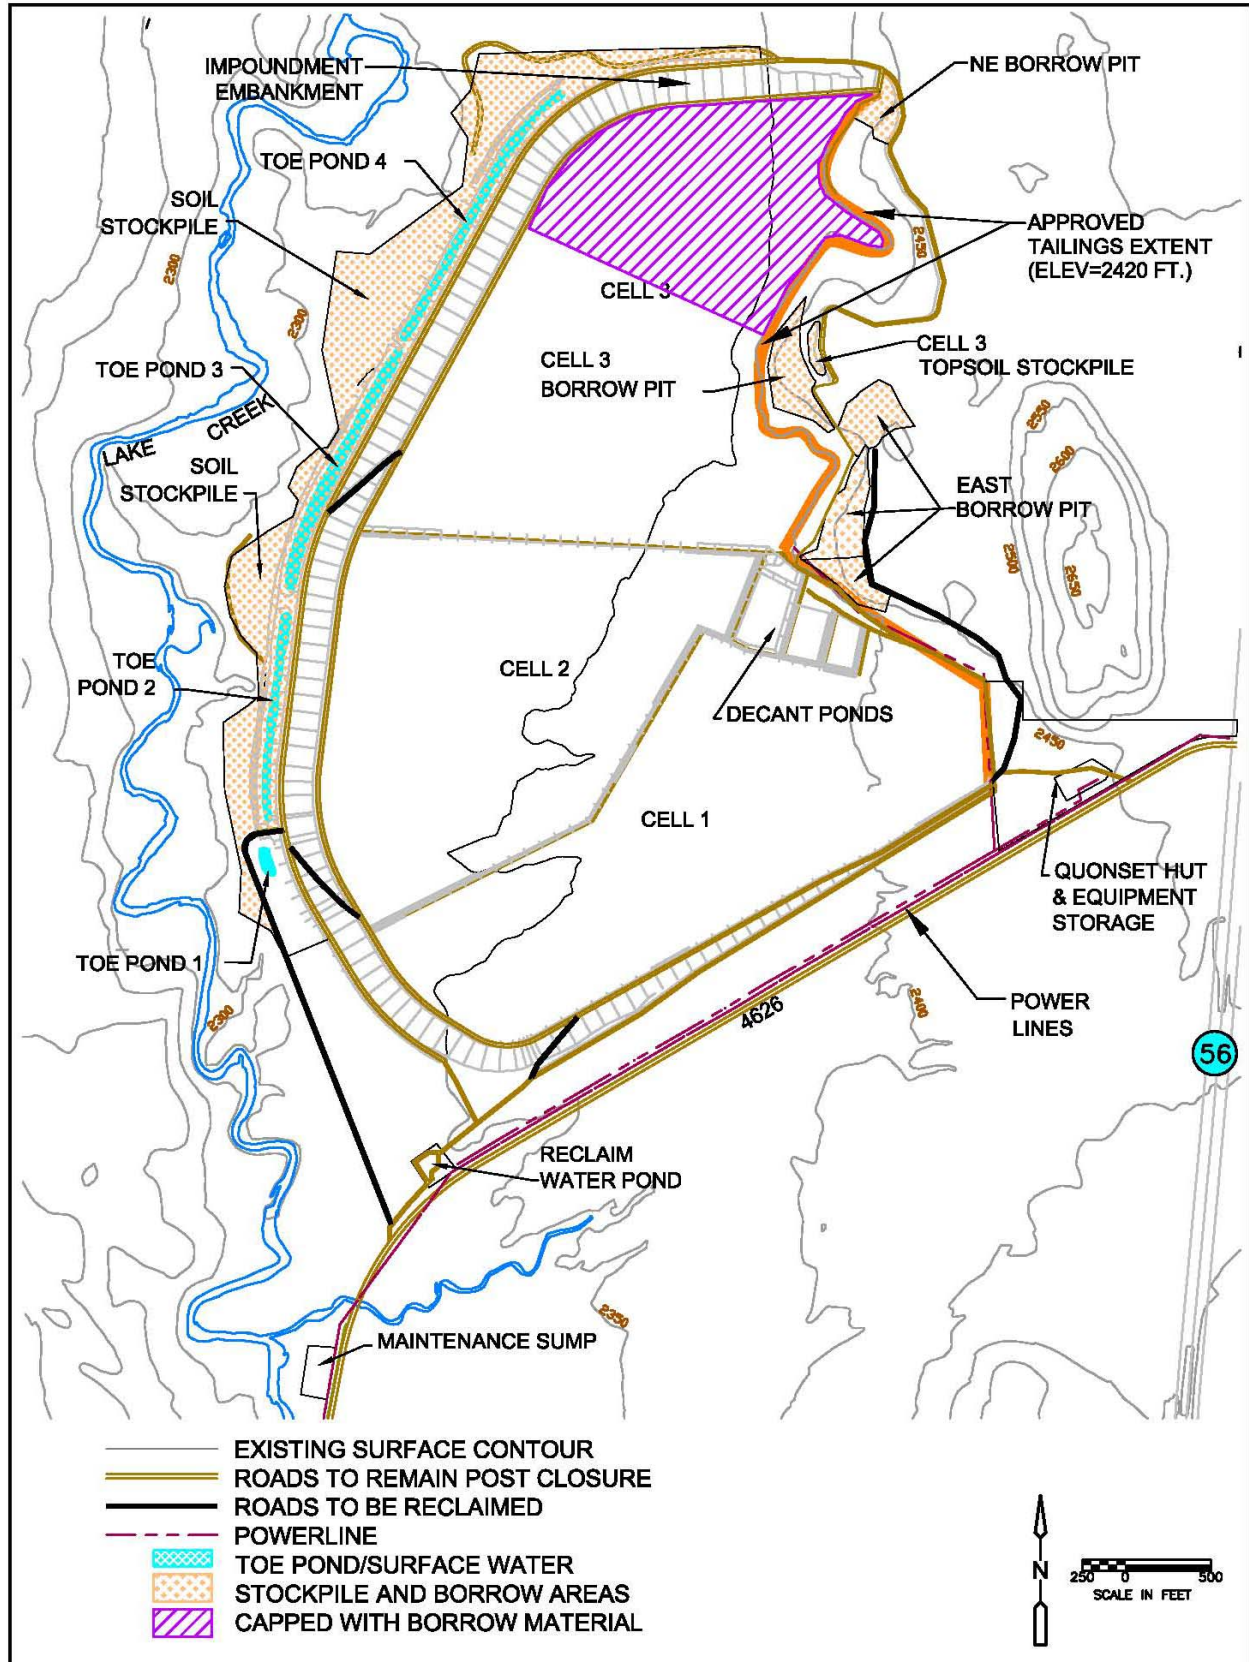 IMPOUNDMENT
EMBANKMENT
NE BORROW PIT
TOE POND 4
SOIL
STOCKPILE
2300
2450
APPROVED
TAILINGS EXTENT
(ELEV=2420 FT.)
CELL 3
2300
CELL 3
BORROW PIT
CELL 3
TOPSOIL STOCKPILE
TOE POND 3
LAKE CREEK
2550
2600
SOIL
STOCKPILE
EAST
BORROW PIT
2500
2650
TOE
POND 2
CELL 2
DECANT PONDS
2450
CELL 1
QUONSET HUT
& EQUIPMENT
STORAGE
TOE POND 1
2300
2400
POWER
LINES
4626
56
RECLAIM
WATER POND
2350
MAINTENANCE SUMP
EXISTING SURFACE CONTOUR
ROADS TO REMAIN POST CLOSURE
ROADS TO BE RECLAIMED
POWERLINE
TOE POND/SURFACE WATER
STOCKPILE AND BORROW AREAS
CAPPED WITH BORROW MATERIAL
N
250 0 500
SCALE IN FEET